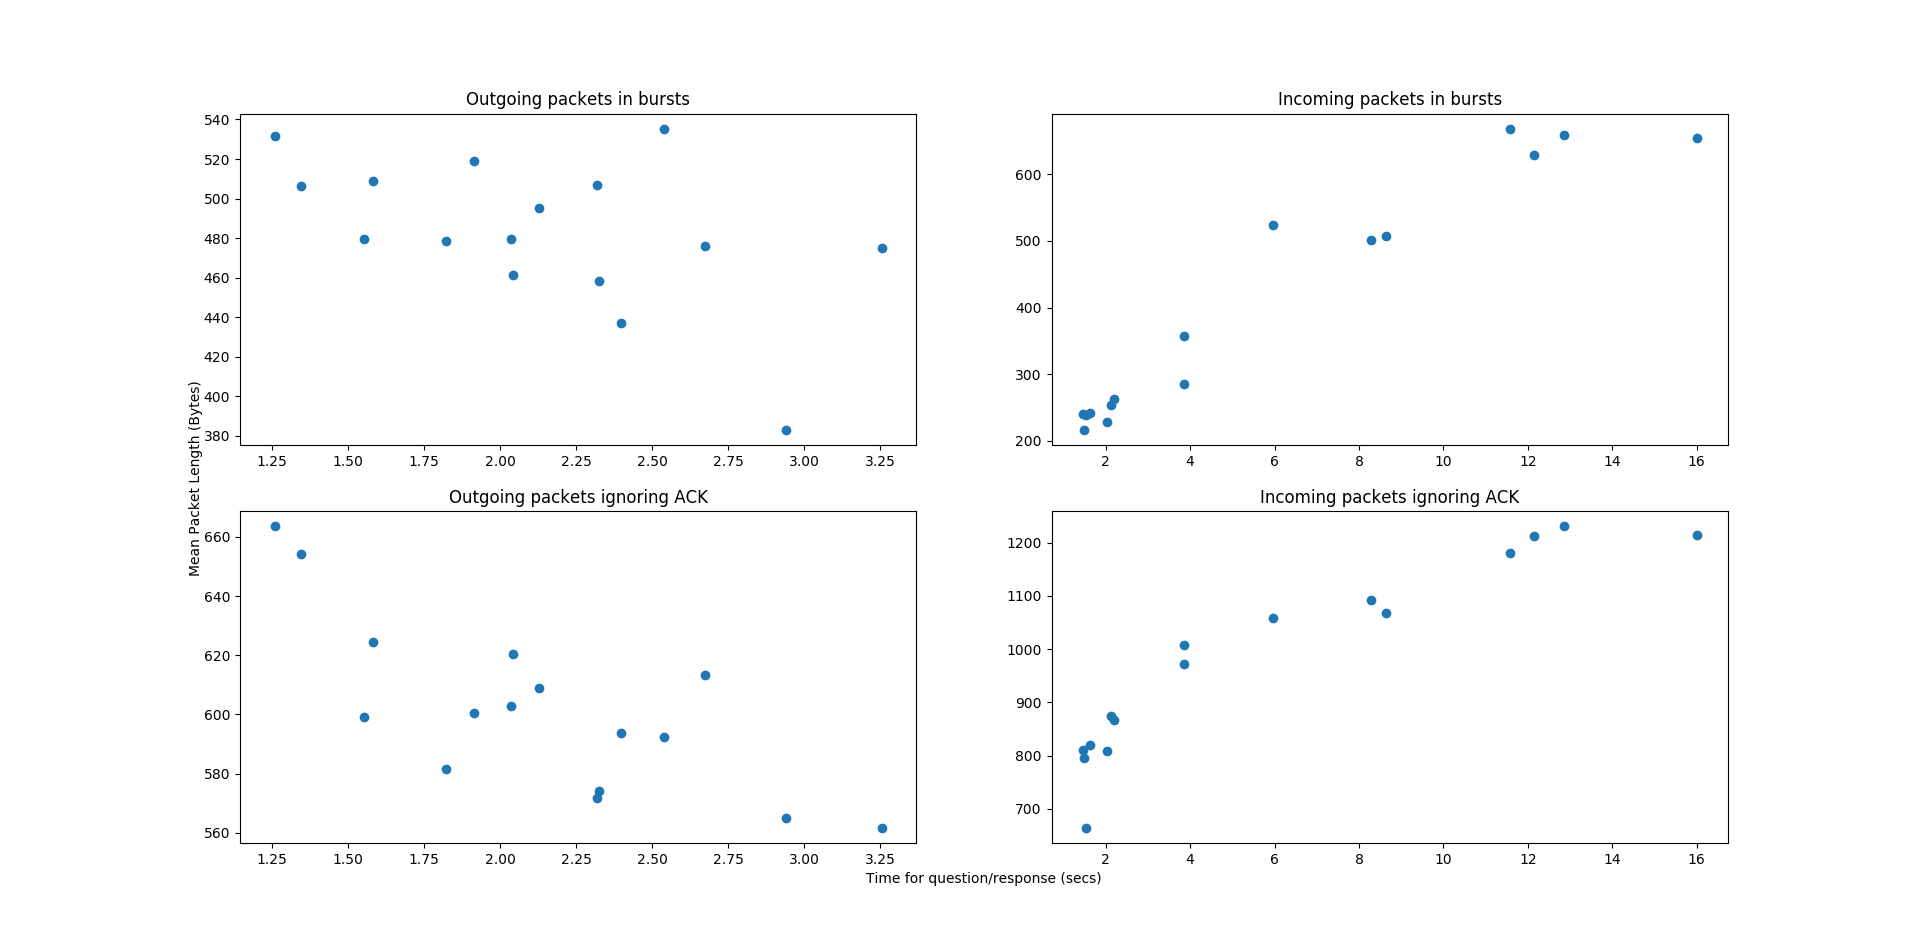 Outgoing packets in bursts
540
520
500
480
460
440
420
400
380
1.25 1.50 1.75 2.00 2.25 2.50 2.75 3.00 3.25
Incoming packets in bursts
600
500
400
300
200
2 4 6 8 10 12 14 16
Mean Packet Length (Bytes)
Outgoing packets ignoring ACK
660
640
620
600
580
560
1.25 1.50 1.75 2.00 2.25 2.50 2.75 3.00 3.25
Incoming packets ignoring ACK
1200
1100
1000
900
800
700
2 4 6 8 10 12 14 16
Time for question/response (secs)